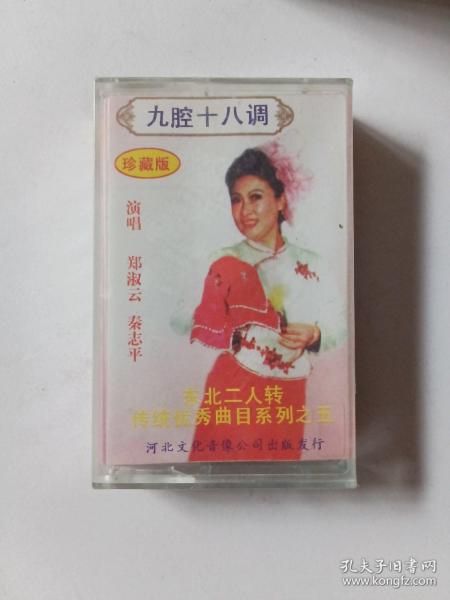 九腔十八调
珍藏版
演唱 郑淑云 秦志平
东北二人转
传统优秀曲目系列之五
河北文化音像公司出版发行
孔夫子旧书网
www.kongfz.com